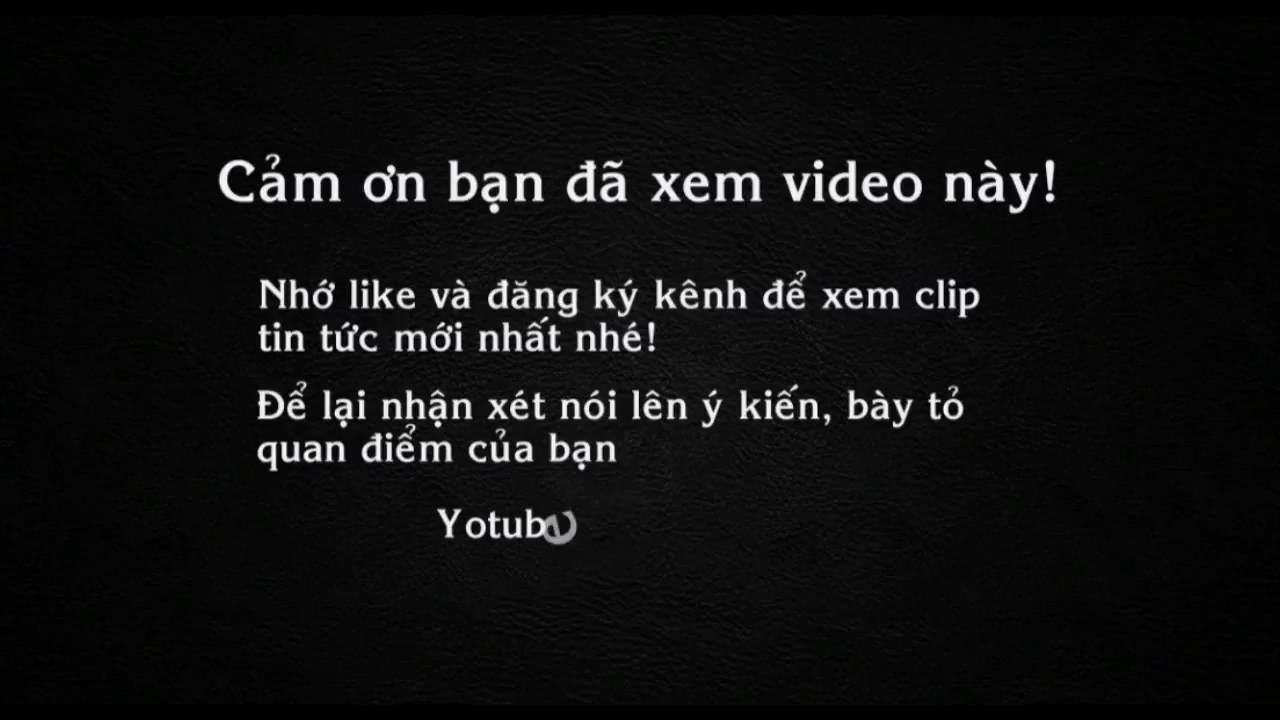 Cảm ơn bạn đã xem video này!
Nhớ like và đăng ký kênh để xem clip
tin tức mới nhất nhé!
Để lại nhận xét nói lên ý kiến, bày tỏ
quan điểm của bạn
Yotube